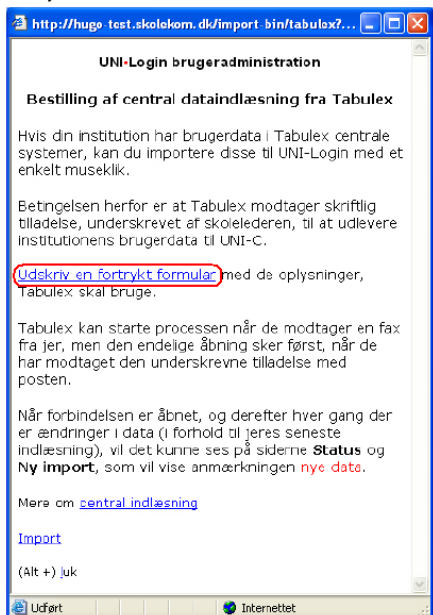 http://hugo-test.skolekom.dk/import-bin/tabulex?...
UNI•Login brugeradministration
Bestilling af central dataindlæsning fra Tabulex
Hvis din institution har brugerdata i Tabulex centrale
systemer, kan du importere disse til UNI-Login med et
enkelt museklik.
Betingelsen herfor er at Tabulex modtager skriftlig
tilladelse, underskrevet af skolelederen, til at udlevere
institutionens brugerdata til UNI-C.
Udskriv en fortrykt formular med de oplysninger,
Tabulex skal bruge.
Tabulex kan starte processen når de modtager en fax
fra jer, men den endelige åbning sker først, når de
har modtaget den underskrevne tilladelse med
posten.
Når forbindelsen er åbnet, og derefter hver gang der
er ændringer i data (i forhold til jeres seneste
indlæsning), vil det kunne ses på siderne Status og
Ny import, som vil vise anmærkningen nye data.
Mere om central indlæsning
Import
(Alt +) luk
Udført
Internettet